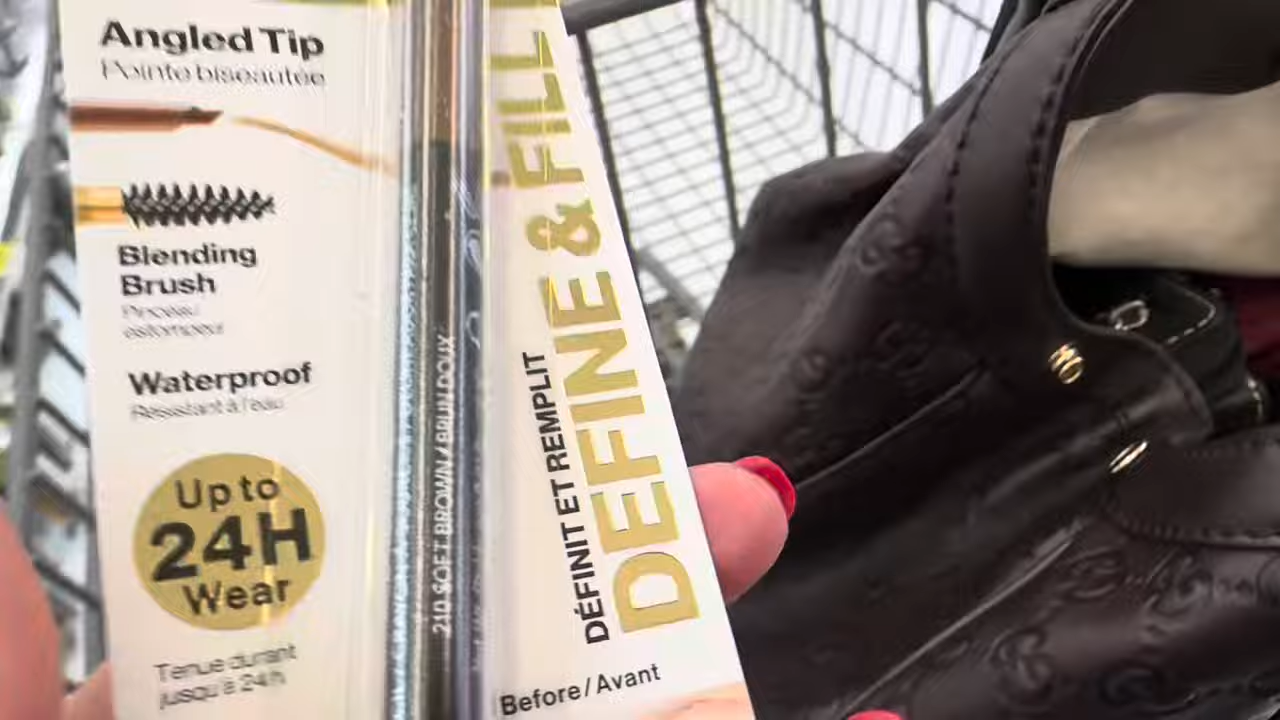 Angled Tip
Pointe biseautée
Blending
Brush
Pinceau
estompeur
Waterproof
Résistant à l'eau
Up to
24H
Wear
Tenue durant
jusqu'à 24h
210 SOFT BROWN / BRUN DOUX
DÉFINIT ET REMPLIT
DEFINE & FILL
Before / Avant